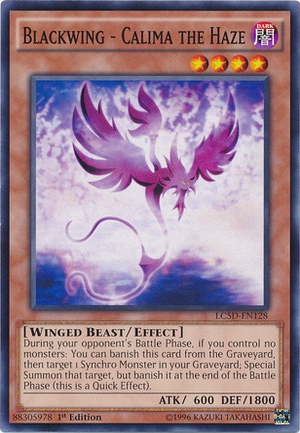 Blackwing - Calima the Haze
DARK
闇
LC5D-EN128
[Winged Beast/Effect]
During your opponent's Battle Phase, if you control no
monsters: You can banish this card from the Graveyard,
then target 1 Synchro Monster in your Graveyard; Special
Summon that target, but banish it at the end of the Battle
Phase (this is a Quick Effect).
ATK/ 600 DEF/1800
88305978 1st Edition ©1996 KAZUKI TAKAHASHI